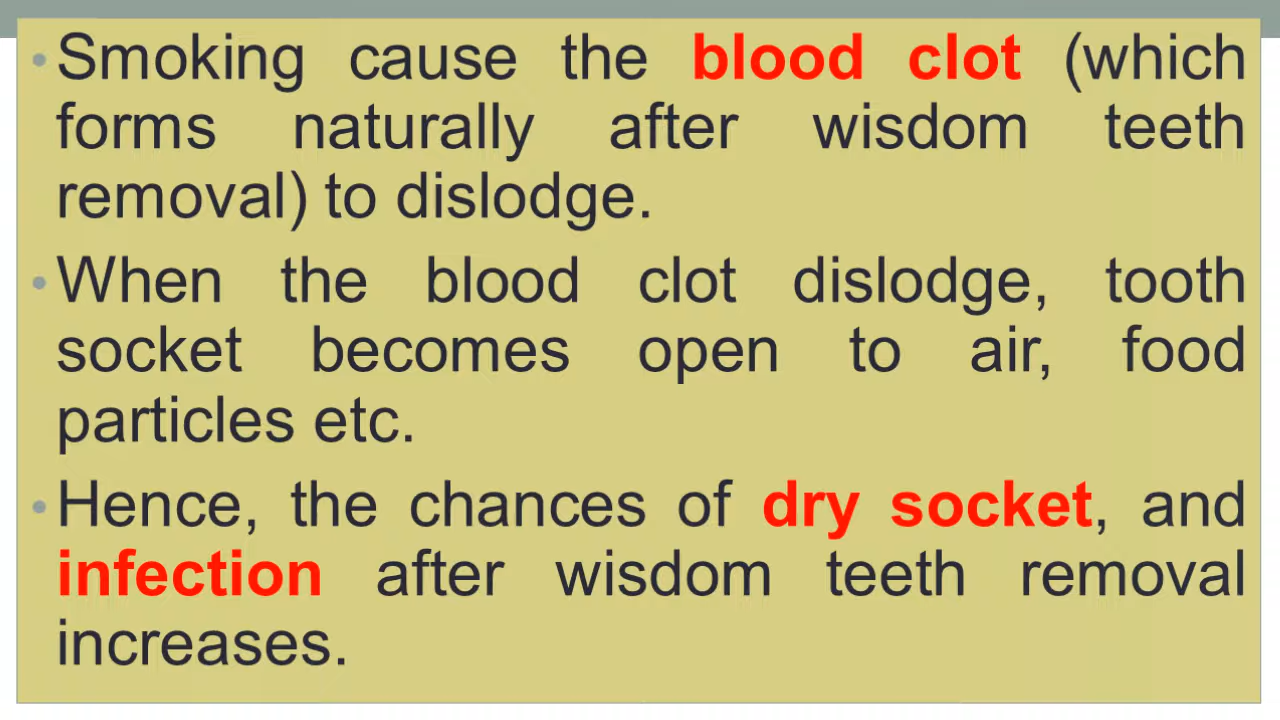 • Smoking cause the blood clot (which
forms naturally after wisdom teeth
removal) to dislodge.
• When the blood clot dislodge, tooth
socket becomes open to air, food
particles etc.
• Hence, the chances of dry socket, and
infection after wisdom teeth removal
increases.